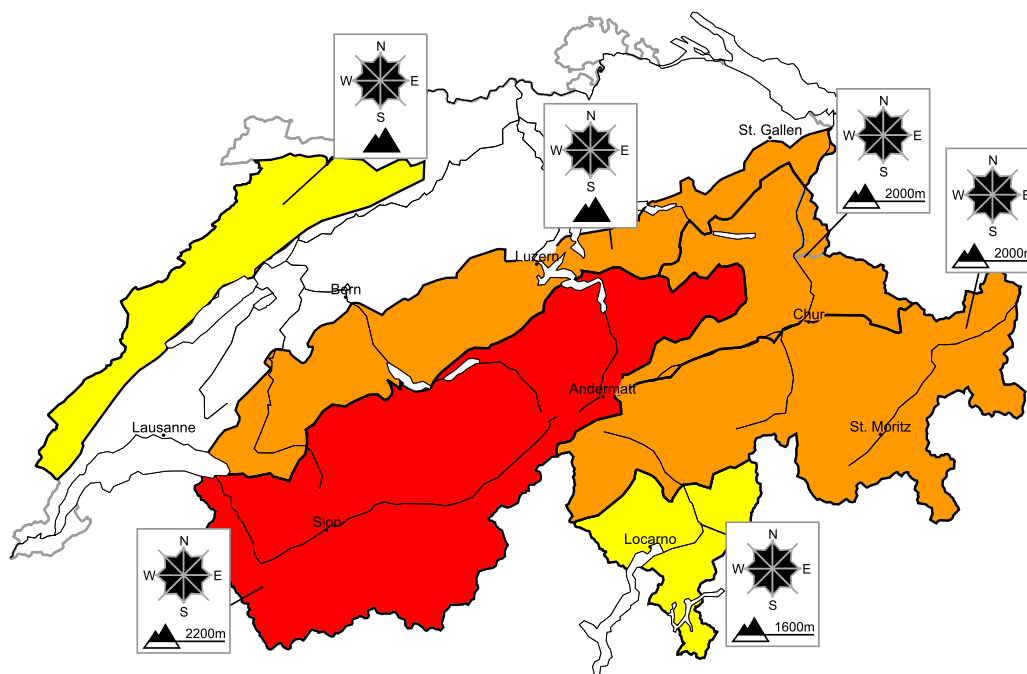 N
W E
S
N
W E
S
St. Gallen
N
W E
S
2000m
N
W E
S
2000m
Luzern
Bern
Chur
Andermatt
Lausanne
St. Moritz
Sion
Locarno
N
W E
S
2200m
N
W E
S
1600m